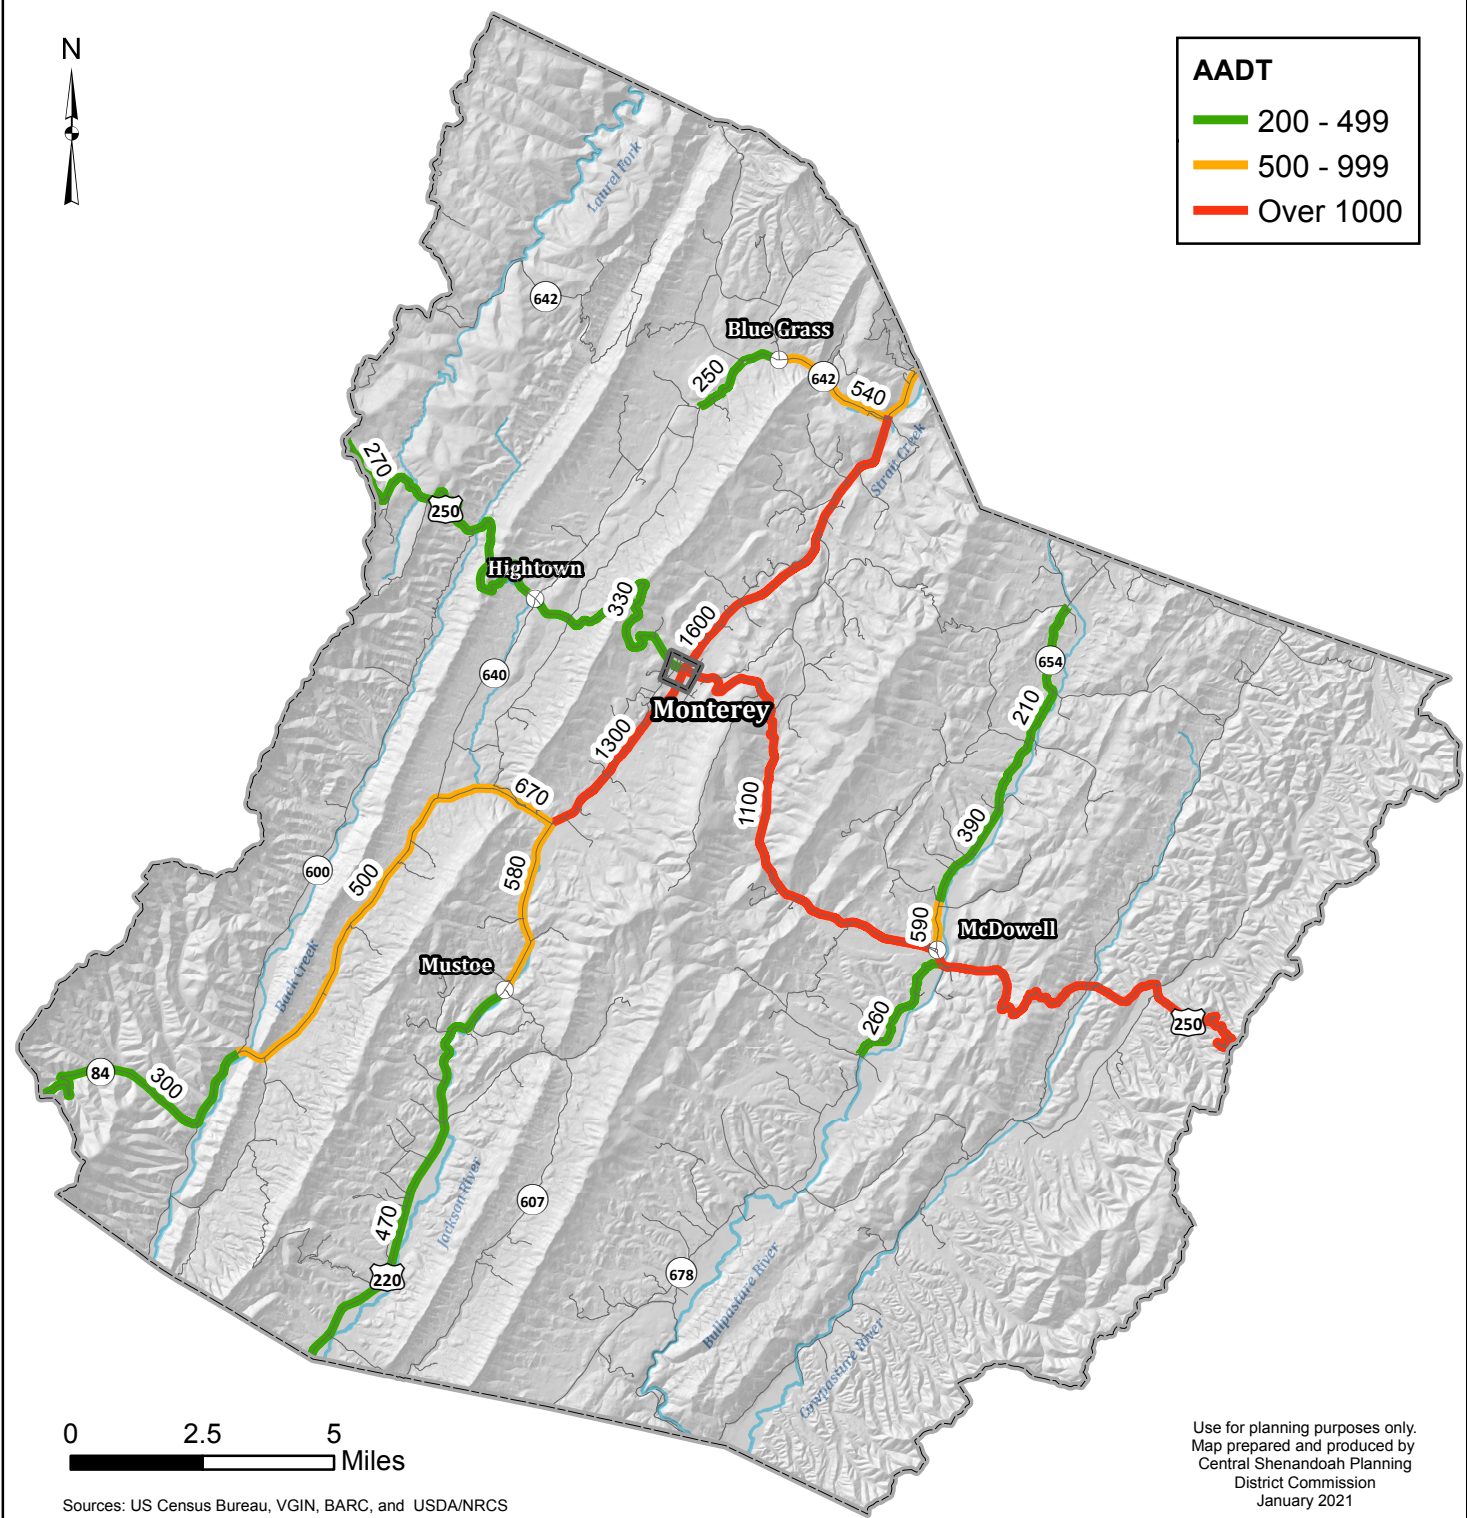 N
AADT
200 - 499
500 - 999
Over 1000
Laurel Fork
642
Blue Grass
250
642
540
Strait Creek
270
250
Hightown
330
1600
640
654
Monterey
210
1300
670
1100
390
580
600
500
590
McDowell
Mustoe
Back Creek
260
250
84
300
Jackson River
607
470
220
678
Bullpasture River
Cowpasture River
0 2.5 5
Miles
Sources: US Census Bureau, VGIN, BARC, and USDA/NRCS
Use for planning purposes only.
Map prepared and produced by
Central Shenandoah Planning
District Commission
January 2021